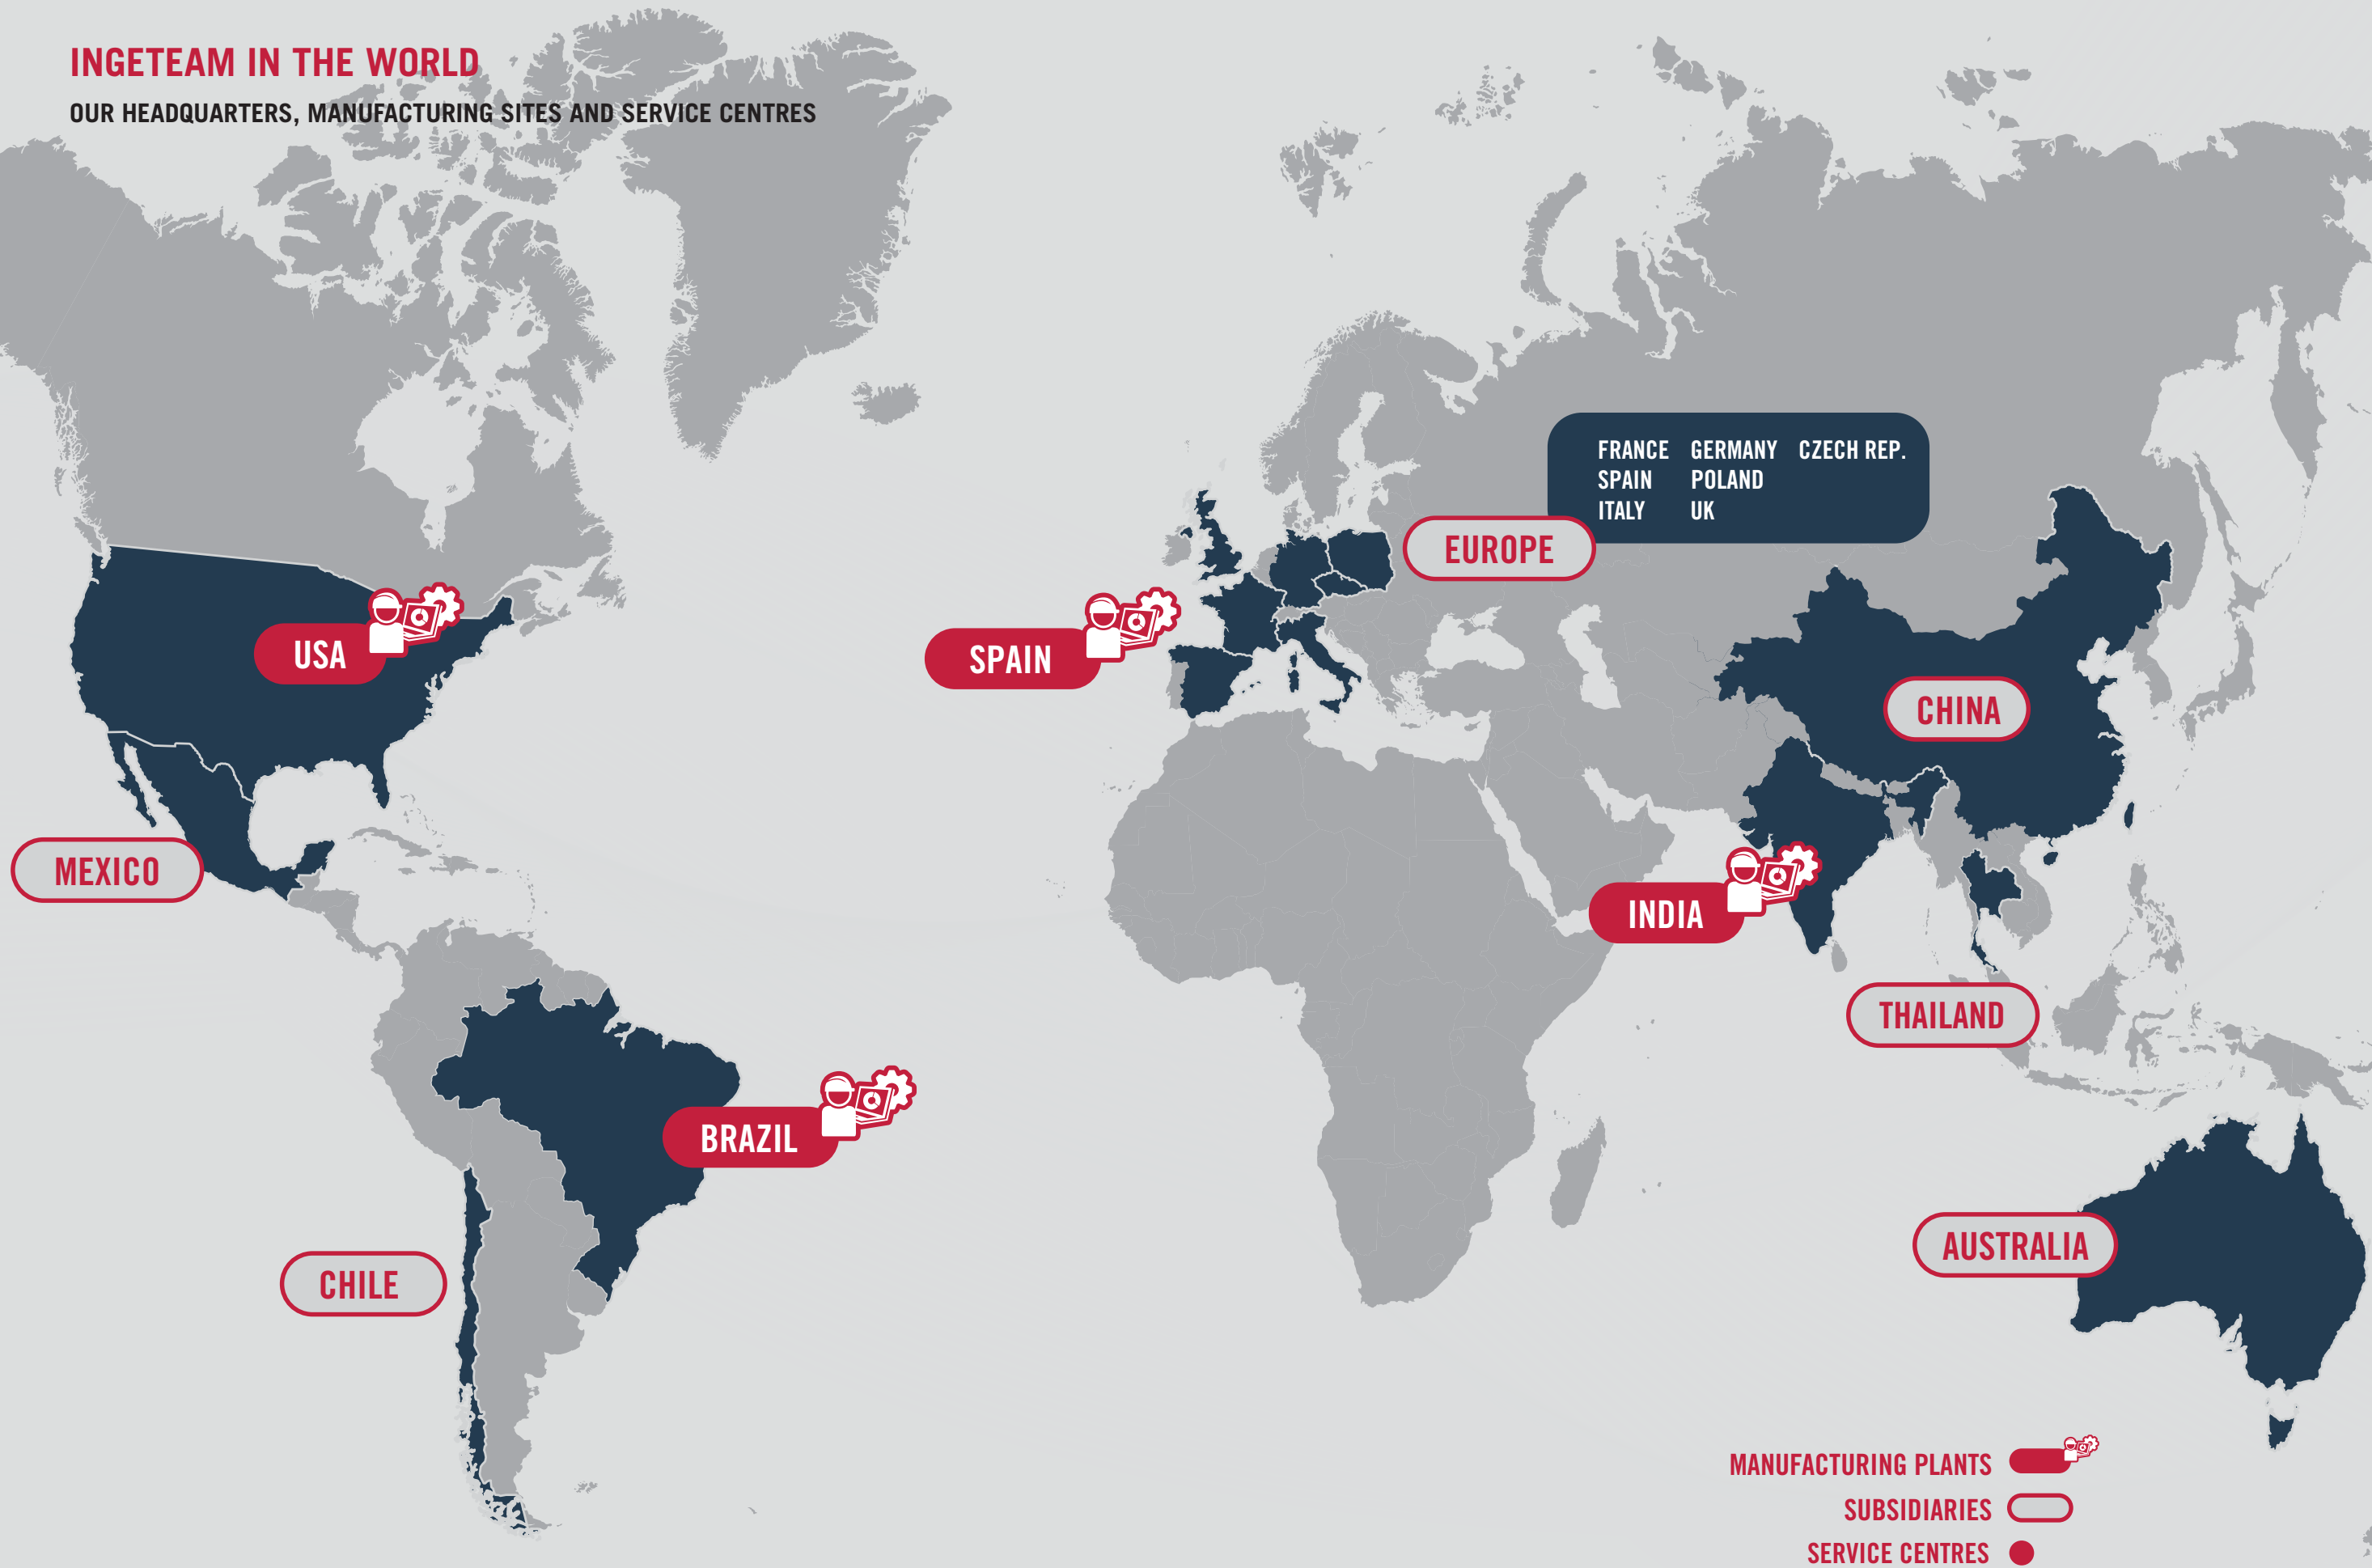 INGETEAM IN THE WORLD
OUR HEADQUARTERS, MANUFACTURING SITES AND SERVICE CENTRES
FRANCE GERMANY CZECH REP.
SPAIN POLAND
ITALY UK
EUROPE
USA
SPAIN
CHINA
MEXICO
INDIA
THAILAND
BRAZIL
AUSTRALIA
CHILE
MANUFACTURING PLANTS
SUBSIDIARIES
SERVICE CENTRES